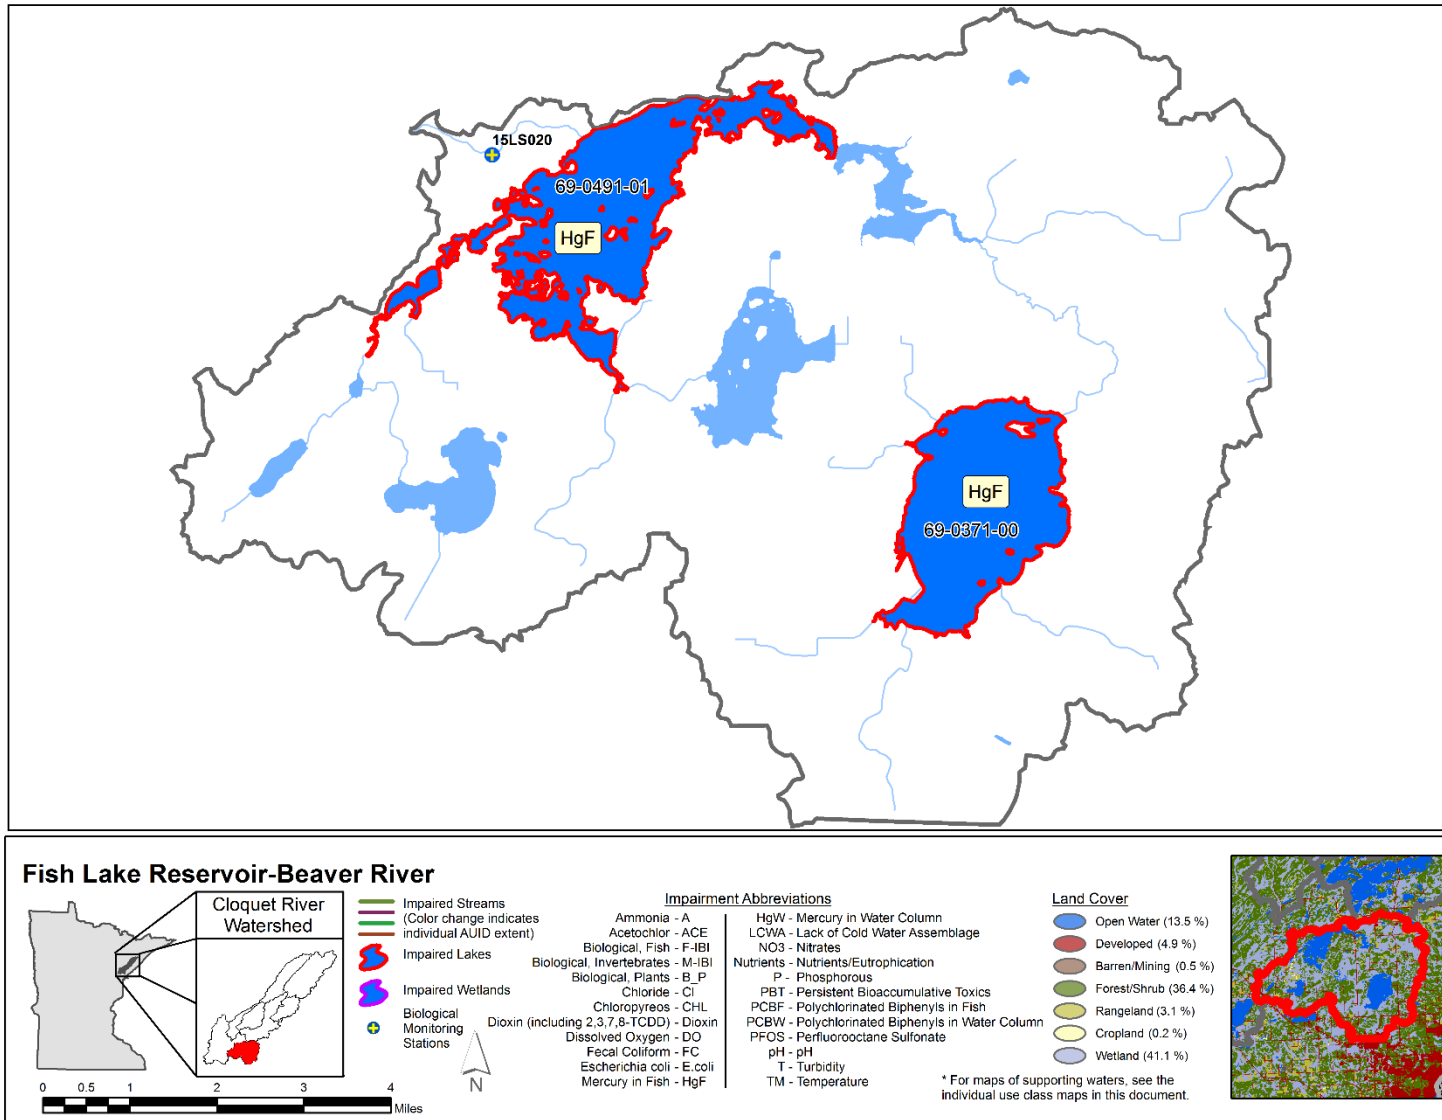 15LS020
69-0491-01
HgF
HgF
69-0371-00
Fish Lake Reservoir-Beaver River
Cloquet River
Watershed
Impaired Streams
(Color change indicates
individual AUID extent)
Impaired Lakes
Impaired Wetlands
Biological
Monitoring
Stations
N
0 0.5 1 2 3 4
Miles
Impairment Abbreviations
Ammonia - A
Acetochlor - ACE
Biological, Fish - F-IBI
Biological, Invertebrates - M-IBI
Biological, Plants - B_P
Chloride - Cl
Chloropyreos - CHL
Dioxin (including 2,3,7,8-TCDD) - Dioxin
Dissolved Oxygen - DO
Fecal Coliform - FC
Escherichia coli - E.coli
Mercury in Fish - HgF
HgW - Mercury in Water Column
LCWA - Lack of Cold Water Assemblage
NO3 - Nitrates
Nutrients - Nutrients/Eutrophication
P - Phosphorous
PBT - Persistent Bioaccumulative Toxics
PCBF - Polychlorinated Biphenyls in Fish
PCBW - Polychlorinated Biphenyls in Water Column
PFOS - Perfluorooctane Sulfonate
pH - pH
T - Turbidity
TM - Temperature
Land Cover
Open Water (13.5 %)
Developed (4.9 %)
Barren/Mining (0.5 %)
Forest/Shrub (36.4 %)
Rangeland (3.1 %)
Cropland (0.2 %)
Wetland (41.1 %)
* For maps of supporting waters, see the
individual use class maps in this document.